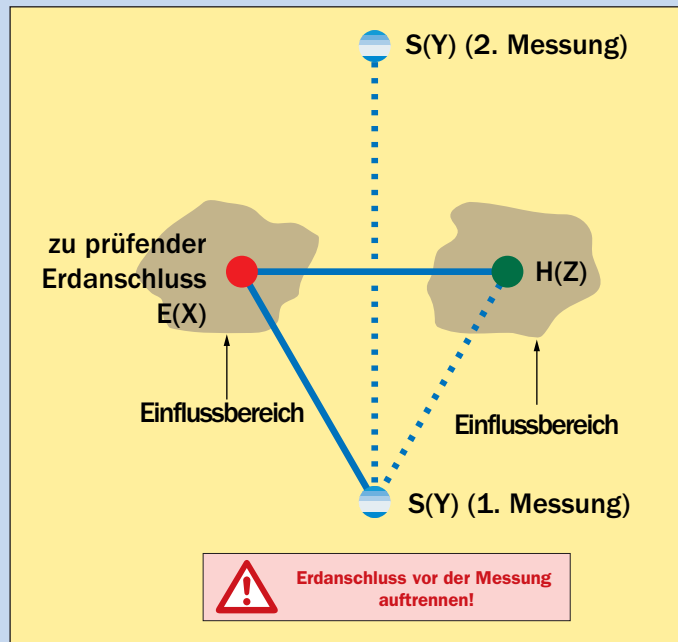 S(Y) (2. Messung)
zu prüfender
Erdanschluss
E(X)
H(Z)
Einflussbereich
Einflussbereich
S(Y) (1. Messung)
Erdanschluss vor der Messung
auftrennen!